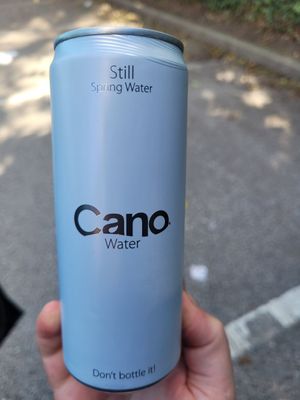 Still
Spring Water
Cano
Water
Don't bottle it!